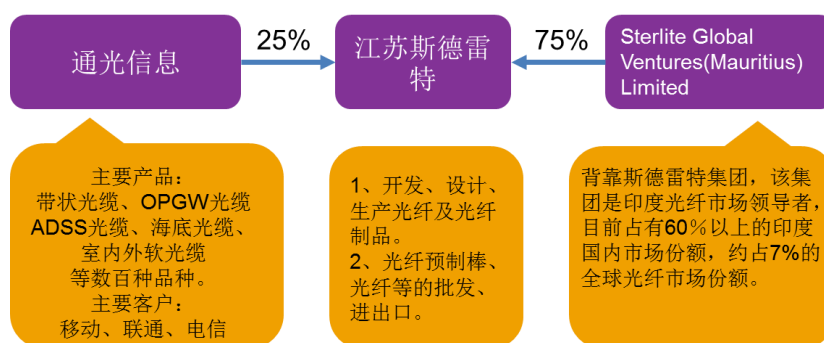 通光信息
25%
江苏斯德雷
特
75%
Sterlite Global
Ventures(Mauritius)
Limited
主要产品：
带状光缆、OPGW光缆
ADSS光缆、海底光缆、
室内外软光缆
等数百种品种。
主要客户：
移动、联通、电信
1、开发、设计、
生产光纤及光纤
制品。
2、光纤预制棒、
光纤等的批发、
进出口。
背靠斯德雷特集团，该集
团是印度光纤市场领导者，
目前占有60％以上的印度
国内市场份额，约占7%的
全球光纤市场份额。